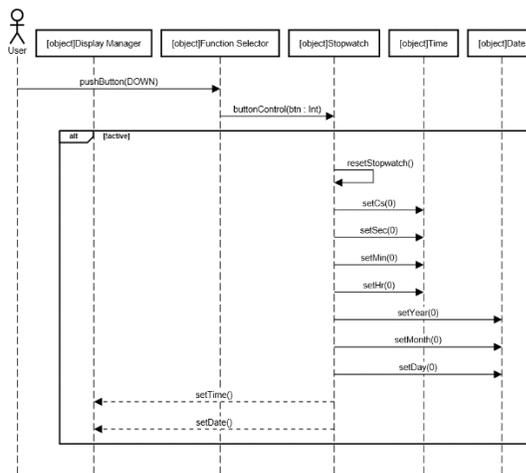 User
[object]Display Manager
[object]Function Selector
[object]Stopwatch
[object]Time
[object]Date
pushButton(DOWN)
buttonControl(btn : Int)
alt
[!active]
resetStopwatch()
setCs(0)
setSec(0)
setMin(0)
setHr(0)
setYear(0)
setMonth(0)
setDay(0)
setTime()
setDate()